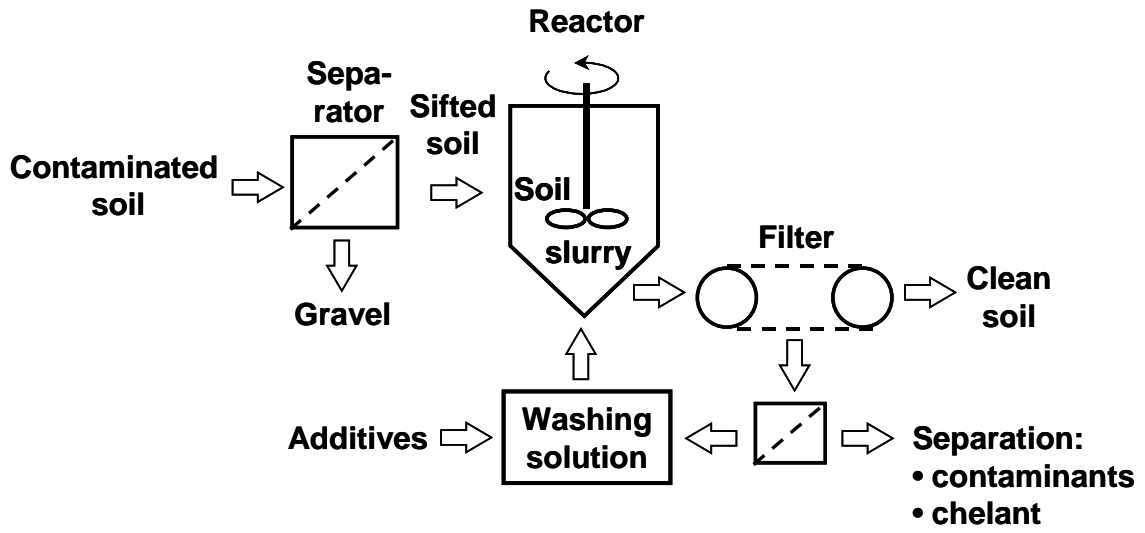 Reactor
Sepa-
rator
Sifted
soil
Contaminated
soil
Soil
slurry
Filter
Clean
soil
Gravel
Additives
Washing
solution
Separation:
• contaminants
• chelant